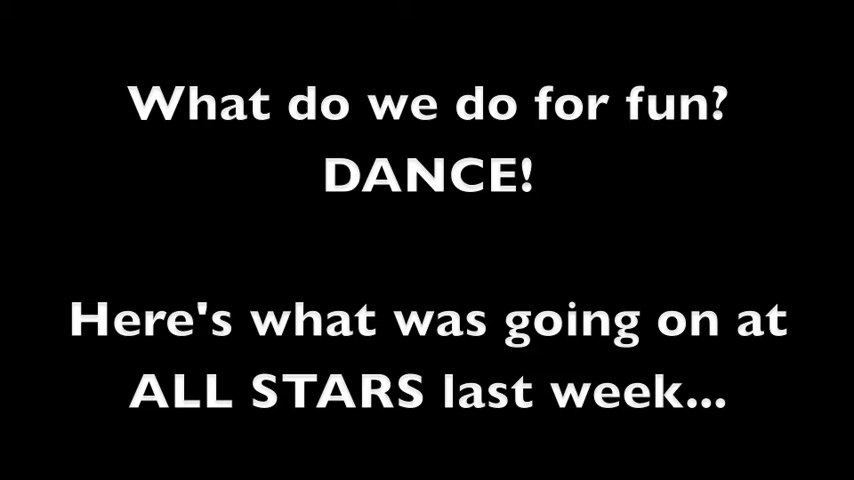 What do we do for fun?
DANCE!
Here's what was going on at
ALL STARS last week...